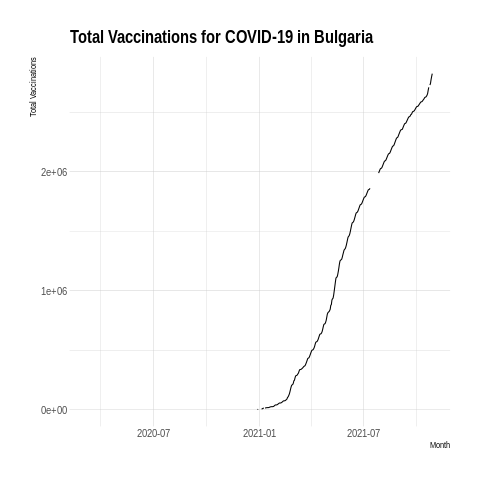 Total Vaccinations for COVID-19 in Bulgaria
Total Vaccinations
2e+06
1e+06
0e+00
2020-07 2021-01 2021-07
Month